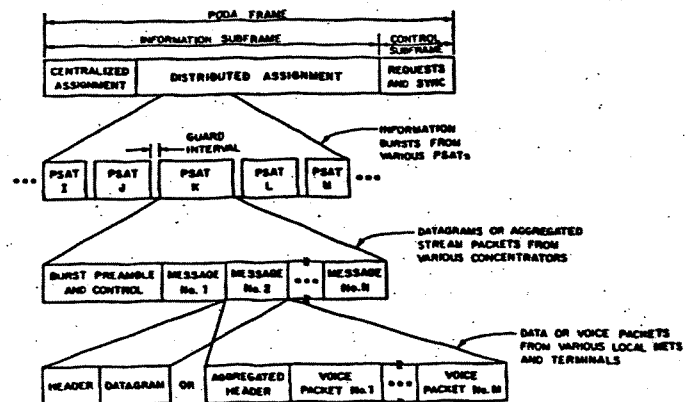 PODA FRAME
INFORMATION SUBFRAME
CONTROL
SUBFRAME
CENTRALIZED
ASSIGNMENT
DISTRIBUTED ASSIGNMENT
REQUESTS
AND SYNC
GUARD
INTERVAL
INFORMATION
BURSTS FROM
VARIOUS PSATs
•••
PSAT
I
PSAT
J
PSAT
K
PSAT
L
PSAT
M
•••
DATAGRAMS OR AGGREGATED
STREAM PACKETS FROM
VARIOUS CONCENTRATORS
BURST PREAMBLE
AND CONTROL
MESSAGE
No. 1
MESSAGE
No. 2
•••
MESSAGE
No. N
DATA OR VOICE PACKETS
FROM VARIOUS LOCAL NETS
AND TERMINALS
HEADER
DATAGRAM
OR
AGGREGATED
HEADER
VOICE
PACKET No. 1
•••
VOICE
PACKET No. M